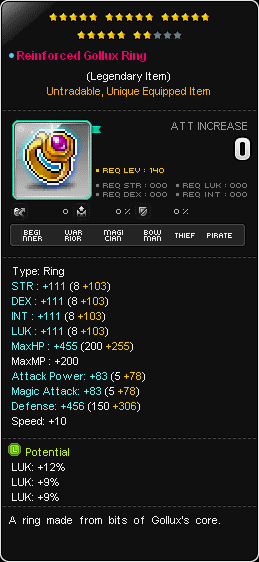 Reinforced Gollux Ring
(Legendary Item)
Untradable, Unique Equipped Item
ATT INCREASE
0
REQ LEV : 140
REQ STR : 000 REQ LUK : 000
REQ DEX : 000 REQ INT : 000
0 0 % 0 %
BEGINNER WARRIOR MAGICIAN BOWMAN THIEF PIRATE
Type: Ring
STR : +111 (8 +103)
DEX : +111 (8 +103)
INT : +111 (8 +103)
LUK : +111 (8 +103)
MaxHP : +455 (200 +255)
MaxMP : +200
Attack Power: +83 (5 +78)
Magic Attack: +83 (5 +78)
Defense: +456 (150 +306)
Speed: +10
L Potential
LUK: +12%
LUK: +9%
LUK: +9%
A ring made from bits of Gollux's core.